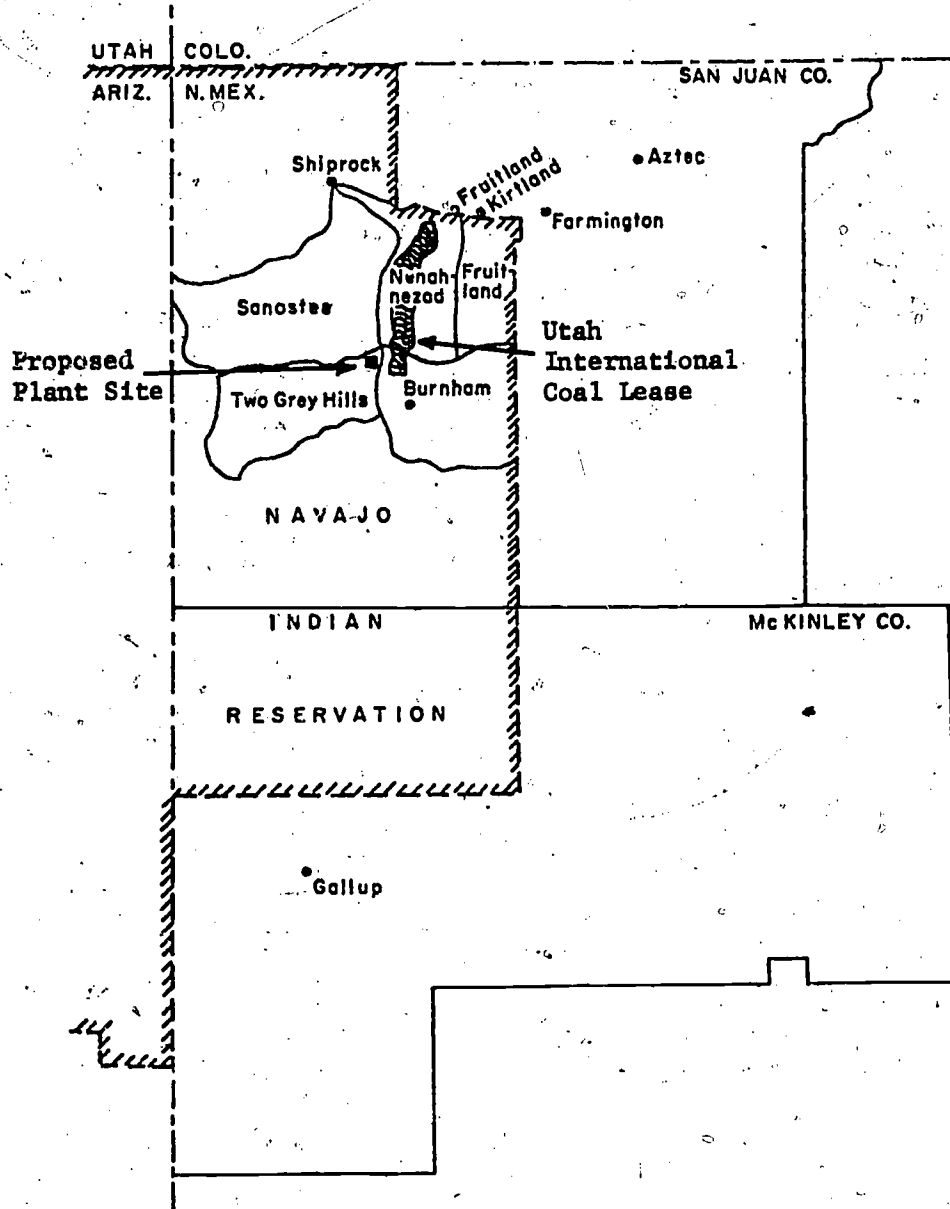 UTAH COLO.
SAN JUAN CO.
ARIZ. N. MEX.
Shiprock
Fruitland
Kirtland
Aztec
Farmington
Nenah-
nezad
Fruit-
land
Sanostee
Utah
International
Coal Lease
Proposed
Plant Site
Two Grey Hills
Burnham
NAVAJO
INDIAN
McKINLEY CO.
RESERVATION
Gallup